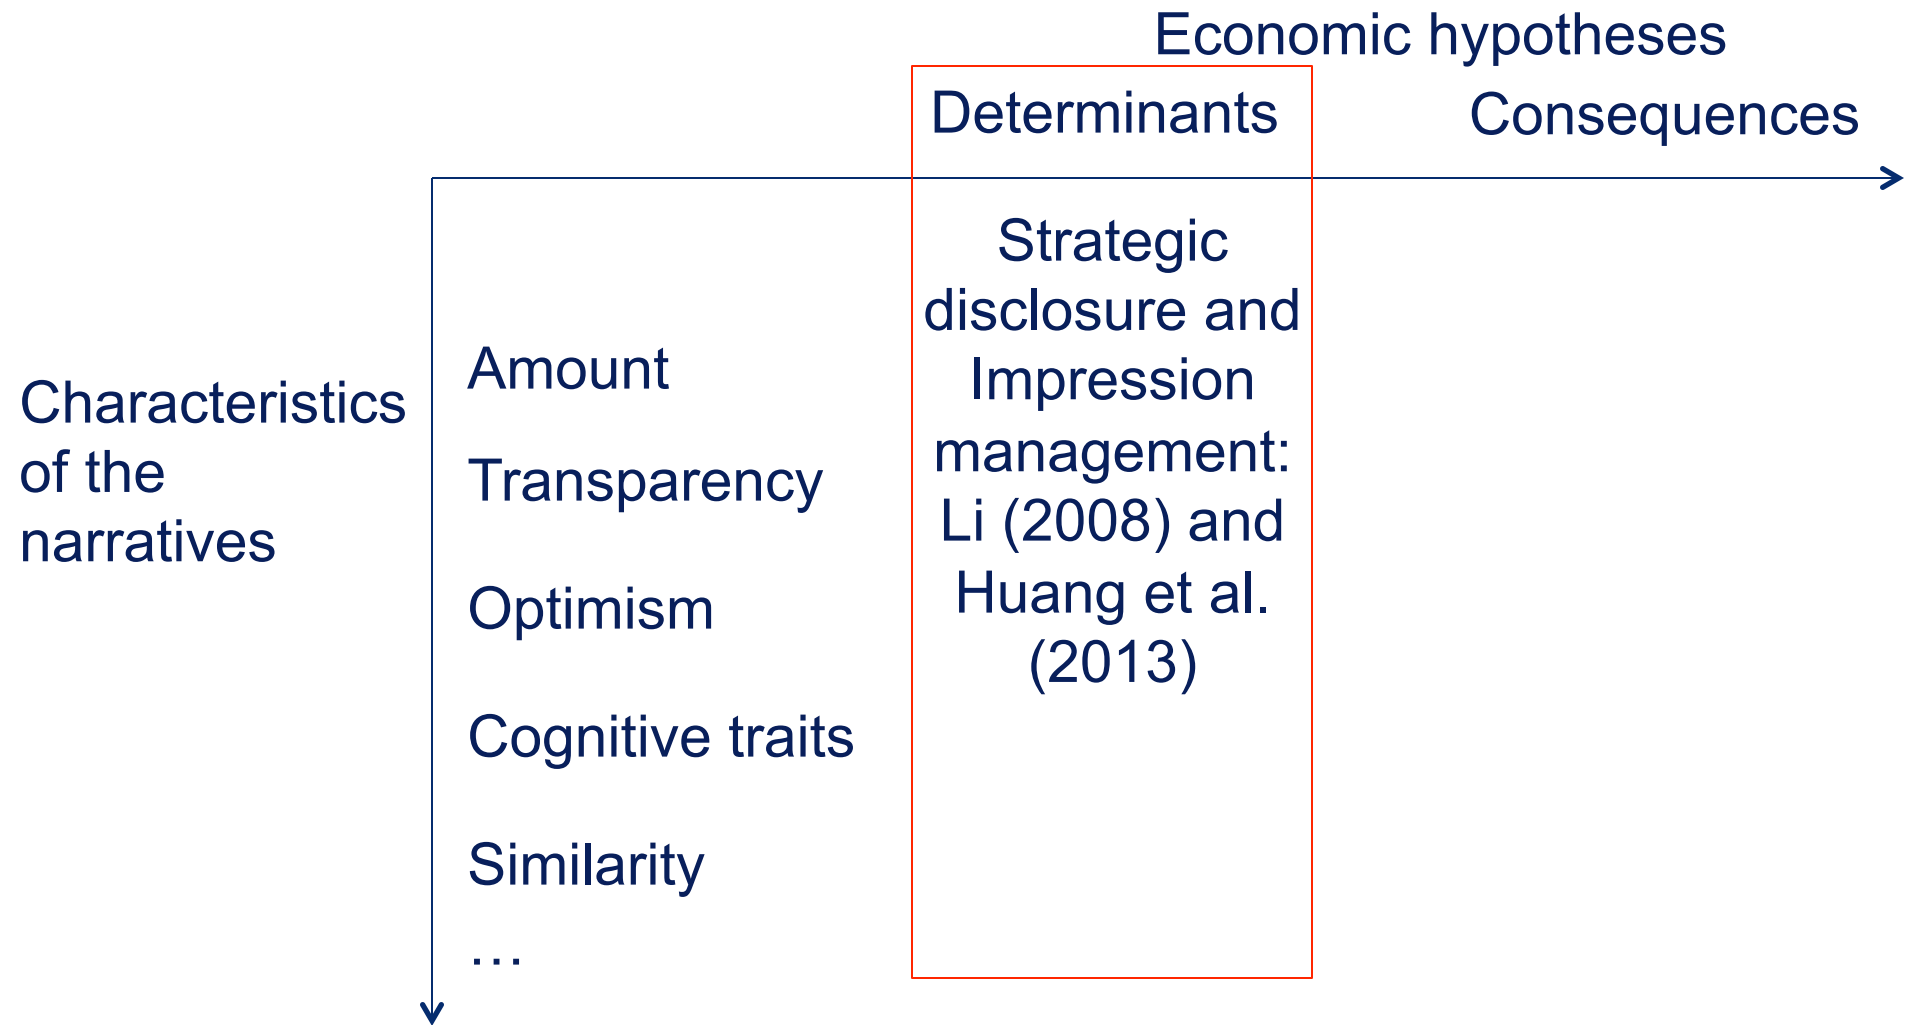 Economic hypotheses
Determinants
Consequences
Characteristics
of the
narratives
Amount
Transparency
Optimism
Cognitive traits
Similarity
…
Strategic
disclosure and
Impression
management:
Li (2008) and
Huang et al.
(2013)